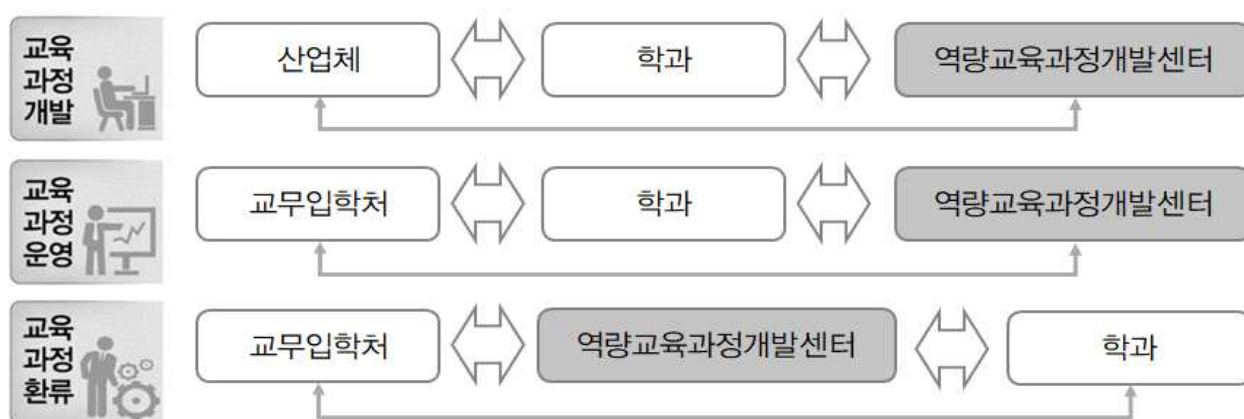 교육
과정
개발
산업체
학과
역량교육과정개발센터
교육
과정
운영
교무입학처
학과
역량교육과정개발센터
교육
과정
환류
교무입학처
역량교육과정개발센터
학과